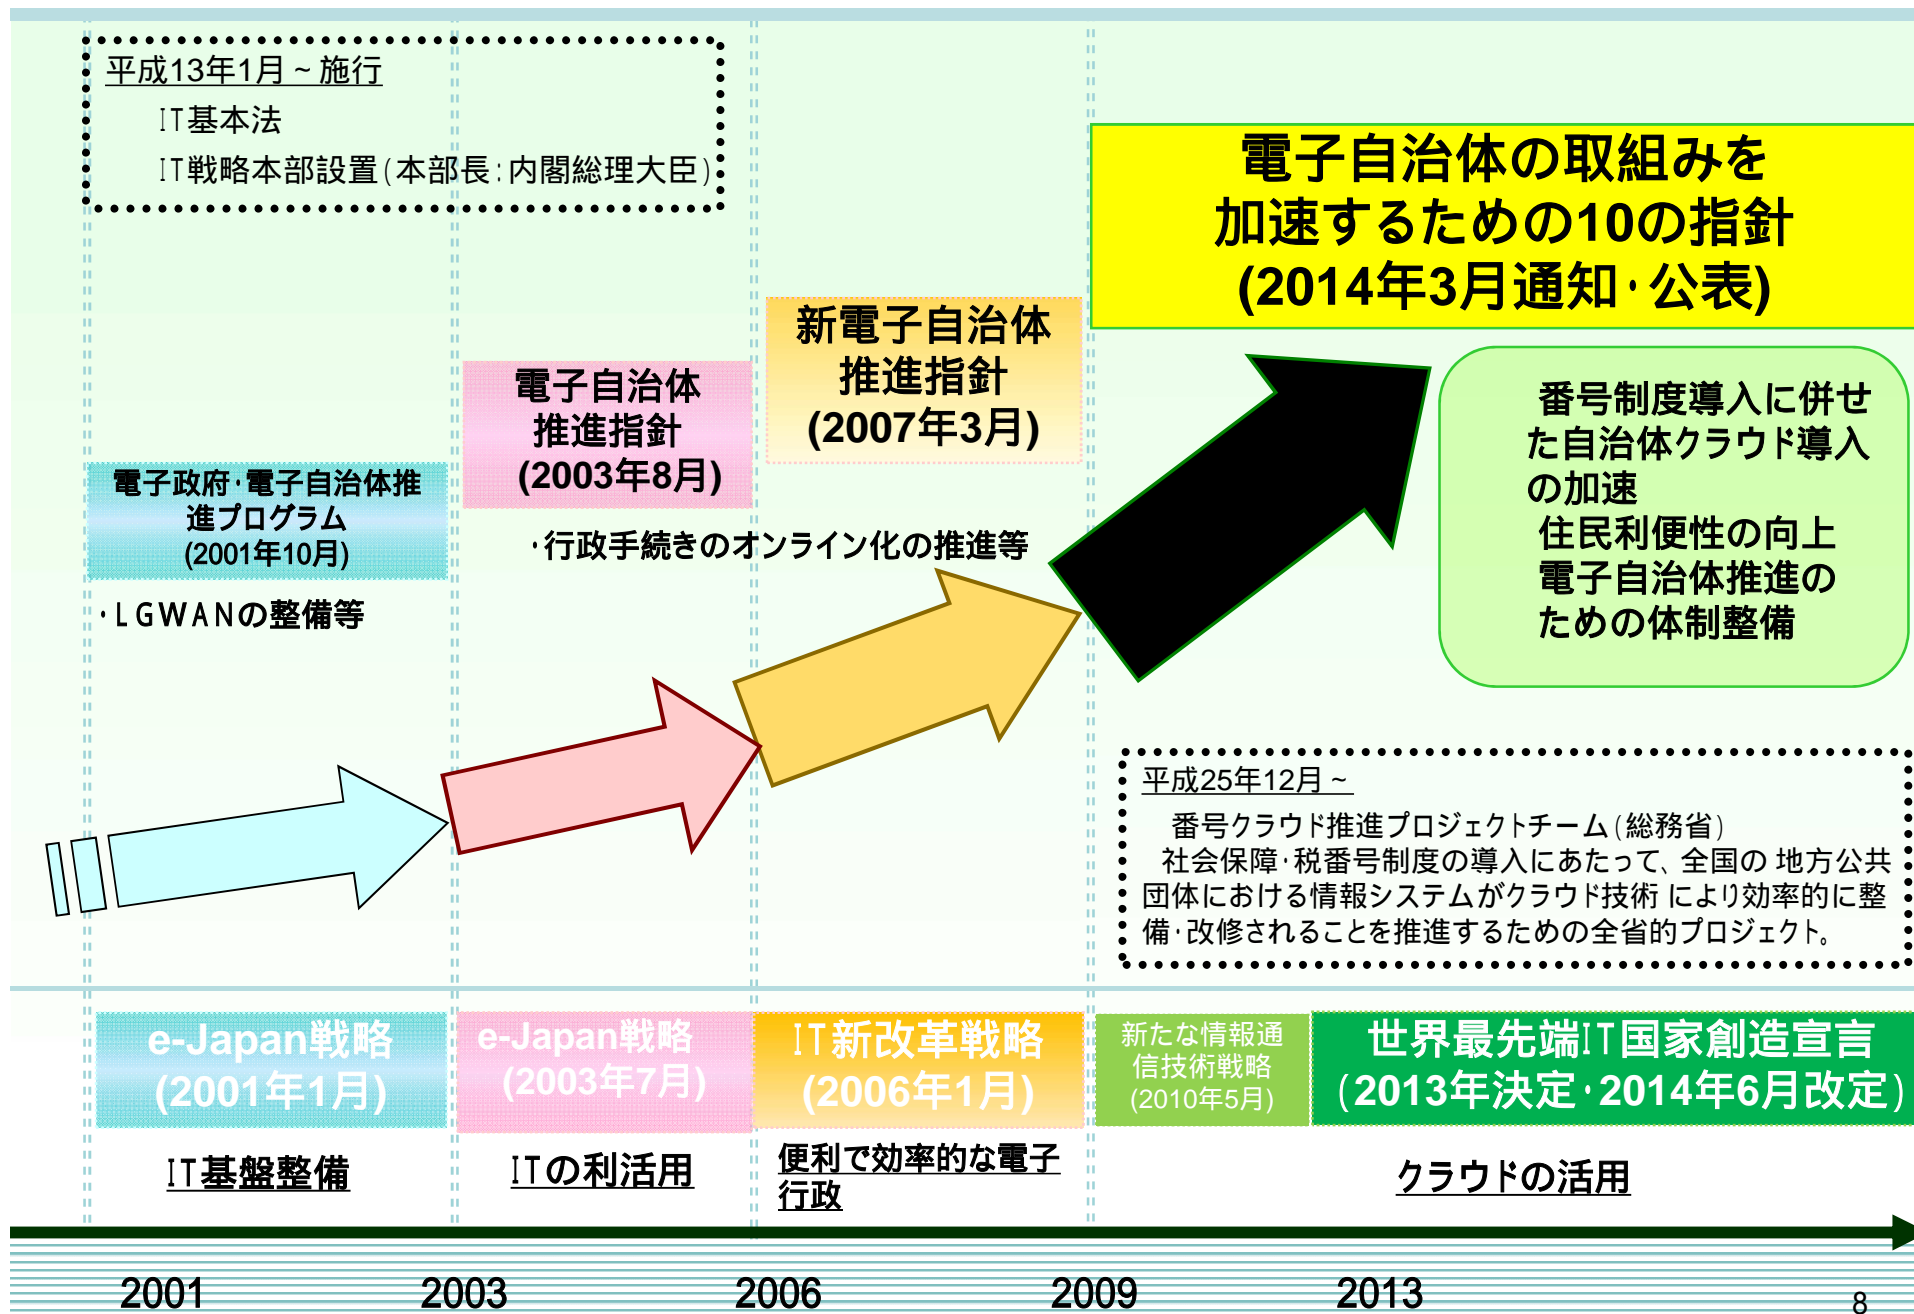 平成13年1月～施行
IT基本法
IT戦略本部設置(本部長:内閣総理大臣)
電子自治体の取組みを
加速するための10の指針
(2014年3月通知・公表)
新電子自治体
推進指針
(2007年3月)
電子自治体
推進指針
(2003年8月)
電子政府・電子自治体推
進プログラム
(2001年10月)
・行政手続きのオンライン化の推進等
・LGWANの整備等
番号制度導入に併せ
た自治体クラウド導入
の加速
住民利便性の向上
電子自治体推進の
ための体制整備
平成25年12月～
番号クラウド推進プロジェクトチーム(総務省)
社会保障・税番号制度の導入にあたって、全国の 地方公共
団体における情報システムがクラウド技術 により効率的に整
備・改修されることを推進するための全省的プロジェクト。
e-Japan戦略
(2001年1月)
e-Japan戦略
(2003年7月)
IT新改革戦略
(2006年1月)
新たな情報通
信技術戦略
(2010年5月)
世界最先端IT国家創造宣言
(2013年決定・2014年6月改定)
IT基盤整備
ITの利活用
便利で効率的な電子
行政
クラウドの活用
2001
2003
2006
2009
2013
8